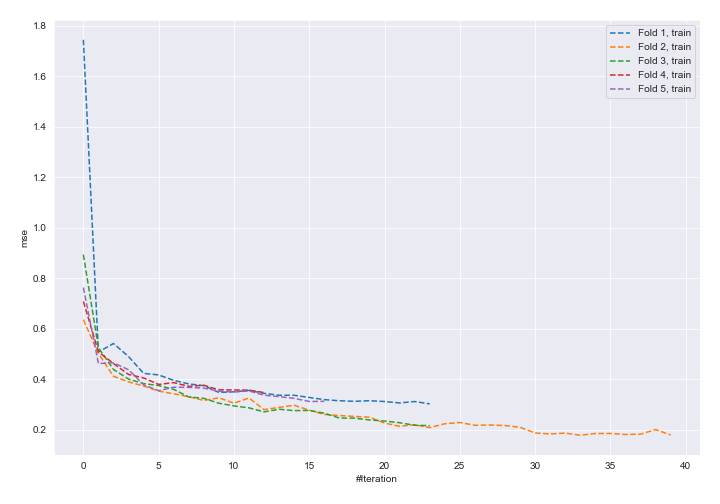 1.8
1.6
1.4
1.2
1.0
0.8
0.6
0.4
0.2
mse
Fold 1, train
Fold 2, train
Fold 3, train
Fold 4, train
Fold 5, train
0 5 10 15 20 25 30 35 40
#Iteration